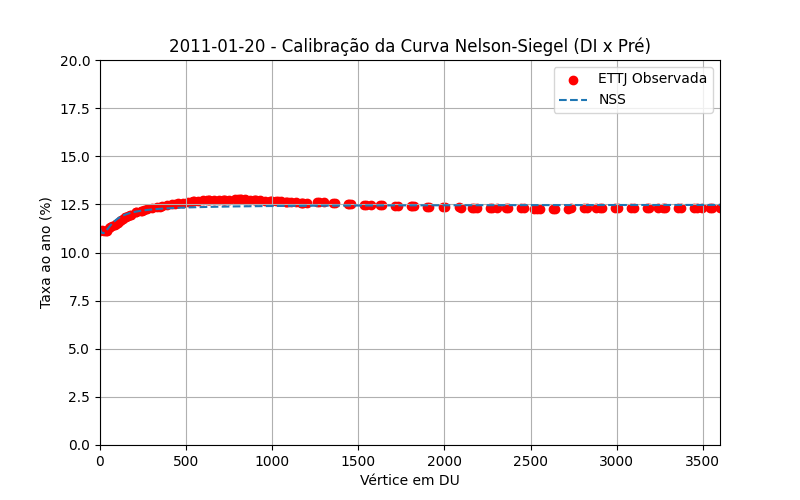 2011-01-20 - Calibração da Curva Nelson-Siegel (DI x Pré)
ETTJ Observada
NSS
Taxa ao ano (%)
20.0
17.5
15.0
12.5
10.0
7.5
5.0
2.5
0.0
0 500 1000 1500 2000 2500 3000 3500
Vértice em DU